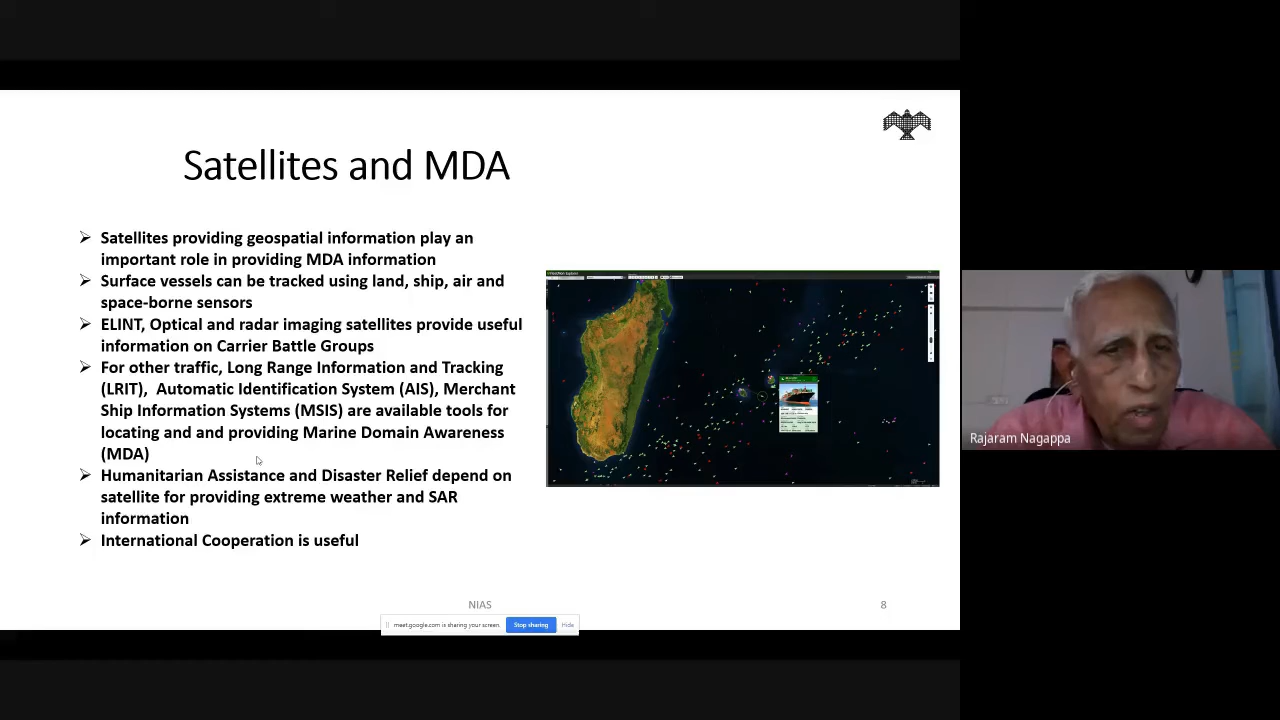 Satellites and MDA
➢ Satellites providing geospatial information play an
important role in providing MDA information
➢ Surface vessels can be tracked using land, ship, air and
space-borne sensors
➢ ELINT, Optical and radar imaging satellites provide useful
information on Carrier Battle Groups
➢ For other traffic, Long Range Information and Tracking
(LRIT), Automatic Identification System (AIS), Merchant
Ship Information Systems (MSIS) are available tools for
locating and and providing Marine Domain Awareness
(MDA)
➢ Humanitarian Assistance and Disaster Relief depend on
satellite for providing extreme weather and SAR
information
➢ International Cooperation is useful
Rajaram Nagappa
NIAS
8
meet.google.com is sharing your screen.
Stop sharing
Hide